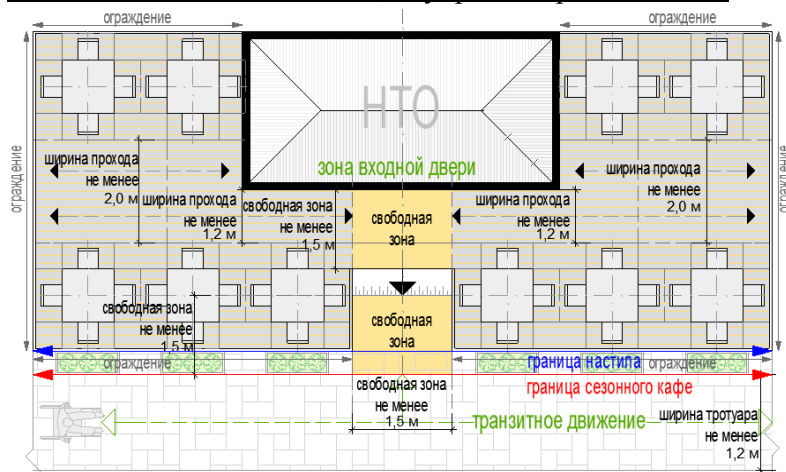 ограждение
ограждение
НТО
ограждение
ограждение
зона входной двери
ширина прохода
не менее
2,0 м
ширина прохода
не менее
1,2 м
свободная зона
не менее
1,5 м
свободная
зона
ширина прохода
не менее
1,2 м
ширина прохода
не менее
2,0 м
свободная зона
не менее
1,5 м
свободная
зона
ограждение
граница настила
ограждение
граница сезонного кафе
свободная зона
не менее
1,5 м
транзитное движение
ширина тротуара
не менее
1,2 м